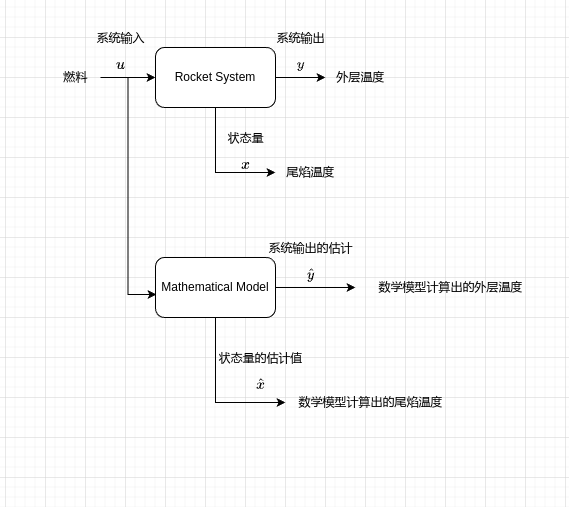 系统输入
系统输出
燃料
u
Rocket System
y
外层温度
状态量
x
尾焰温度
系统输出的估计
Mathematical Model
ŷ
数学模型计算出的外层温度
状态量的估计值
x̂
数学模型计算出的尾焰温度